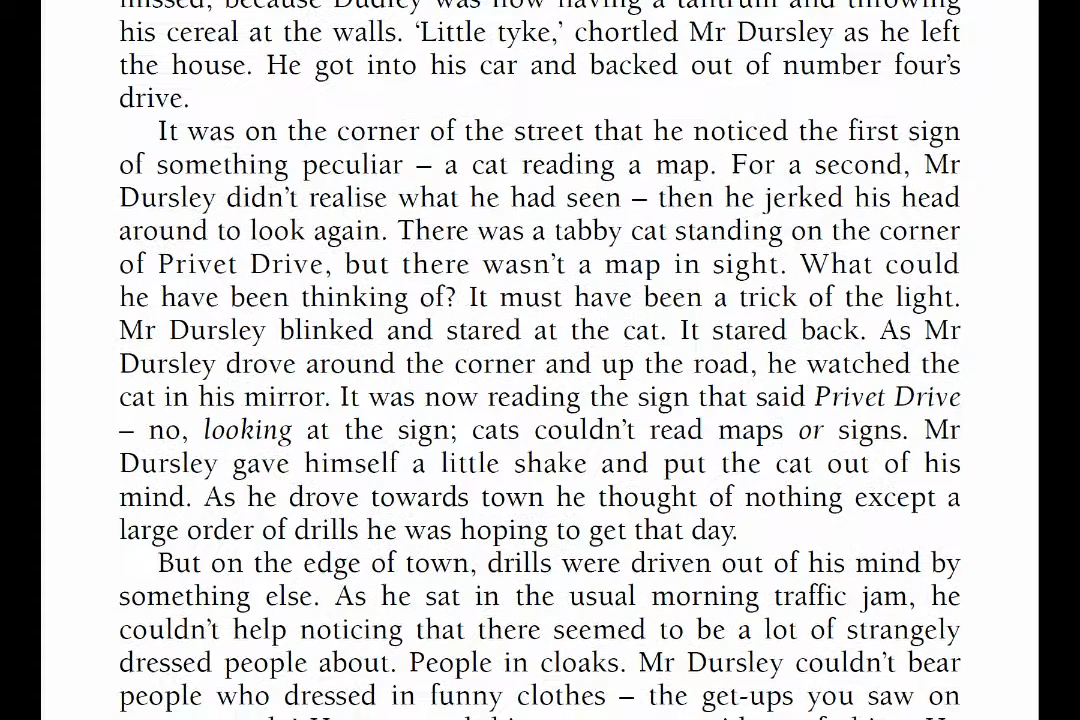 missed, because Dudley was now having a tantrum and throwing
his cereal at the walls. ‘Little tyke,’ chortled Mr Dursley as he left
the house. He got into his car and backed out of number four’s
drive.
It was on the corner of the street that he noticed the first sign
of something peculiar – a cat reading a map. For a second, Mr
Dursley didn’t realise what he had seen – then he jerked his head
around to look again. There was a tabby cat standing on the corner
of Privet Drive, but there wasn’t a map in sight. What could
he have been thinking of? It must have been a trick of the light.
Mr Dursley blinked and stared at the cat. It stared back. As Mr
Dursley drove around the corner and up the road, he watched the
cat in his mirror. It was now reading the sign that said Privet Drive
– no, looking at the sign; cats couldn’t read maps or signs. Mr
Dursley gave himself a little shake and put the cat out of his
mind. As he drove towards town he thought of nothing except a
large order of drills he was hoping to get that day.
But on the edge of town, drills were driven out of his mind by
something else. As he sat in the usual morning traffic jam, he
couldn’t help noticing that there seemed to be a lot of strangely
dressed people about. People in cloaks. Mr Dursley couldn’t bear
people who dressed in funny clothes – the get-ups you saw on